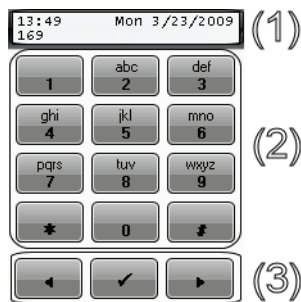 13:49 Mon 3/23/2009
169
(1)
1 abc 2 def 3
ghi 4 jkl 5 mno 6
(2)
pqrs 7 tuv 8 wxyz 9
* 0 #
(3)